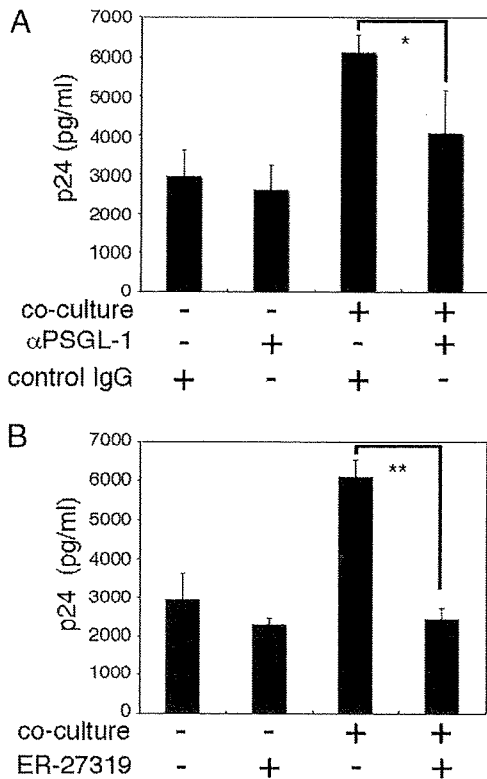 A
p24 (pg/ml)
7000
6000
5000
4000
3000
2000
1000
0
*
co-culture - - + +
αPSGL-1 - + - +
control IgG + - + -
B
p24 (pg/ml)
7000
6000
5000
4000
3000
2000
1000
0
**
co-culture - - + +
ER-27319 - + - +